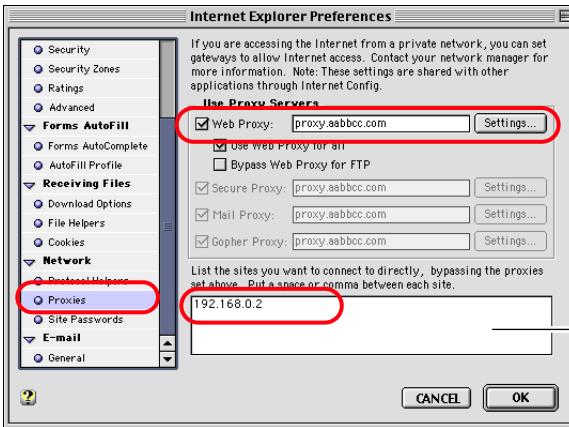 Internet Explorer Preferences
Security
Security Zones
Ratings
Advanced
Forms AutoFill
Forms AutoComplete
AutoFill Profile
Receiving Files
Download Options
File Helpers
Cookies
Network
Protocol Helpers
Proxies
Site Passwords
E-mail
General
If you are accessing the Internet from a private network, you can set
gateways to allow Internet access. Contact your network manager for
more information. Note: These settings are shared with other
applications through Internet Config.
Use Proxy Servers
Web Proxy: proxy.aabbcc.com Settings...
Use Web Proxy for all
Bypass Web Proxy for FTP
Secure Proxy: proxy.aabbcc.com Settings...
Mail Proxy: proxy.aabbcc.com Settings...
Gopher Proxy: proxy.aabbcc.com Settings...
List the sites you want to connect to directly, bypassing the proxies
set above. Put a space or comma between each site.
192.168.0.2
?
CANCEL OK